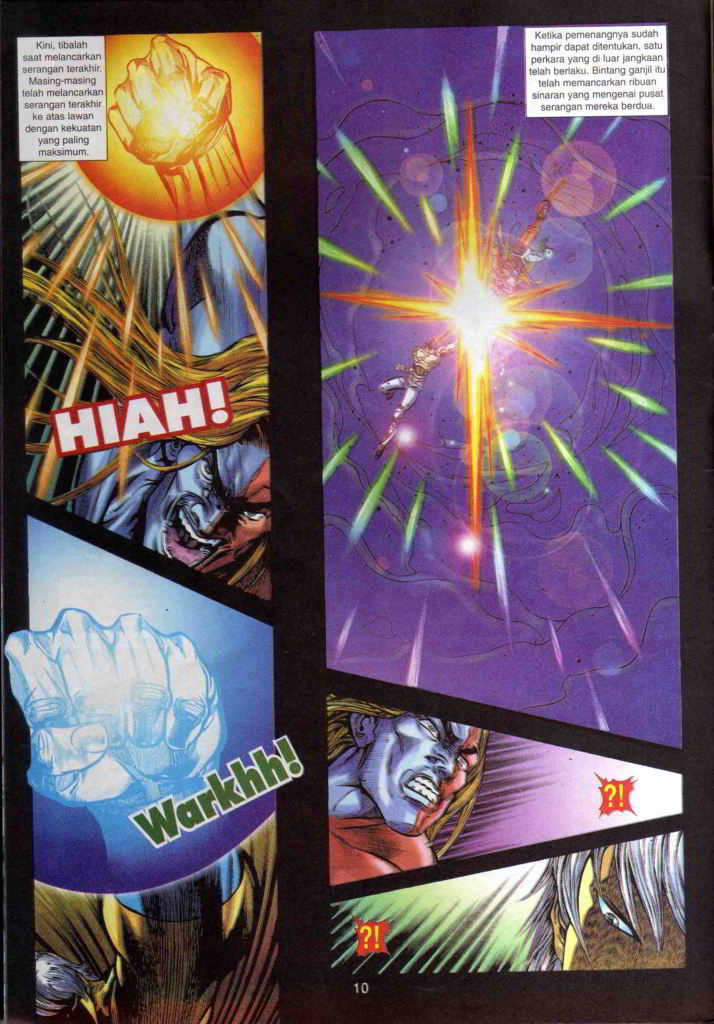 Kini, tibalah
saat melancarkan
serangan terakhir.
Masing-masing
telah melancarkan
serangan terakhir
ke atas lawan
dengan kekuatan
yang paling
maksimum.
HIAH!
Warkhh!
Ketika pemenangnya sudah
hampir dapat ditentukan, satu
perkara yang di luar jangkaan
telah berlaku. Bintang ganjil itu
telah memancarkan ribuan
sinaran yang mengenai pusat
serangan mereka berdua.
?!
?!
10